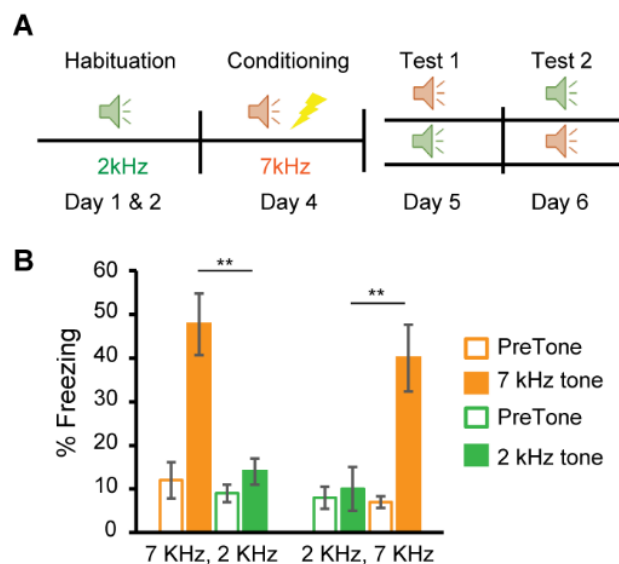 A
Habituation Conditioning Test 1 Test 2
2kHz 7kHz
Day 1 & 2 Day 4 Day 5 Day 6
B
% Freezing
60
50
40
30
20
10
0
**
**
PreTone
7 kHz tone
PreTone
2 kHz tone
7 KHz, 2 KHz 2 KHz, 7 KHz